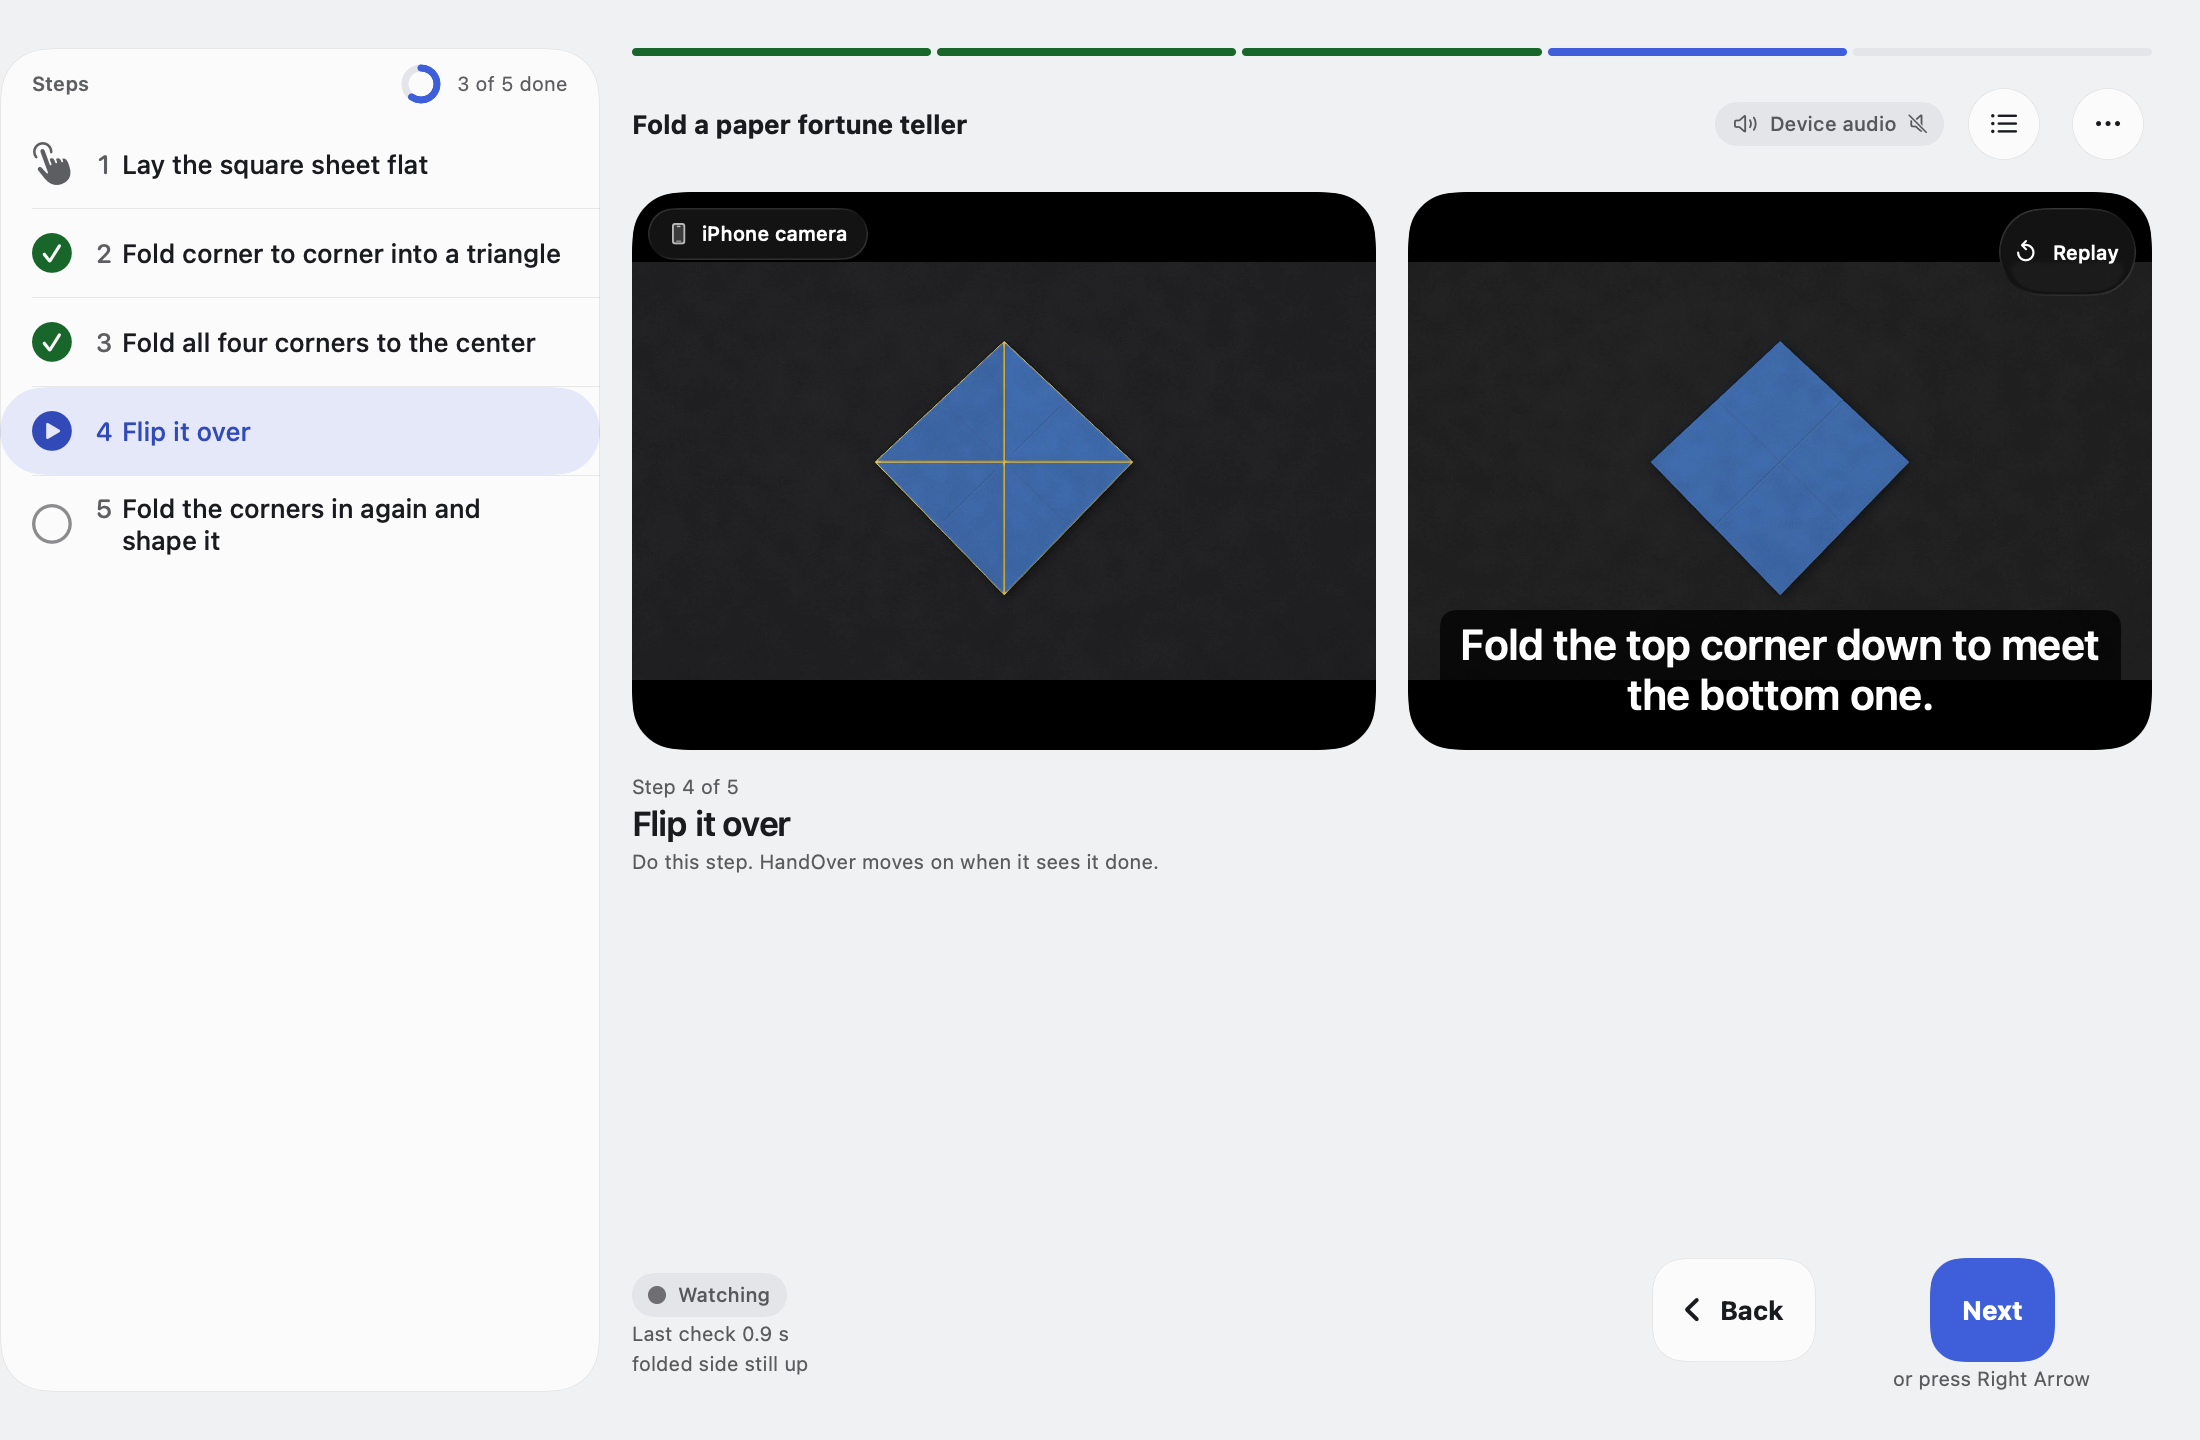 Steps
3 of 5 done
1 Lay the square sheet flat
2 Fold corner to corner into a triangle
3 Fold all four corners to the center
4 Flip it over
5 Fold the corners in again and
shape it
Fold a paper fortune teller
Device audio
iPhone camera
Replay
Fold the top corner down to meet
the bottom one.
Step 4 of 5
Flip it over
Do this step. HandOver moves on when it sees it done.
Watching
Last check 0.9 s
folded side still up
Back
Next
or press Right Arrow